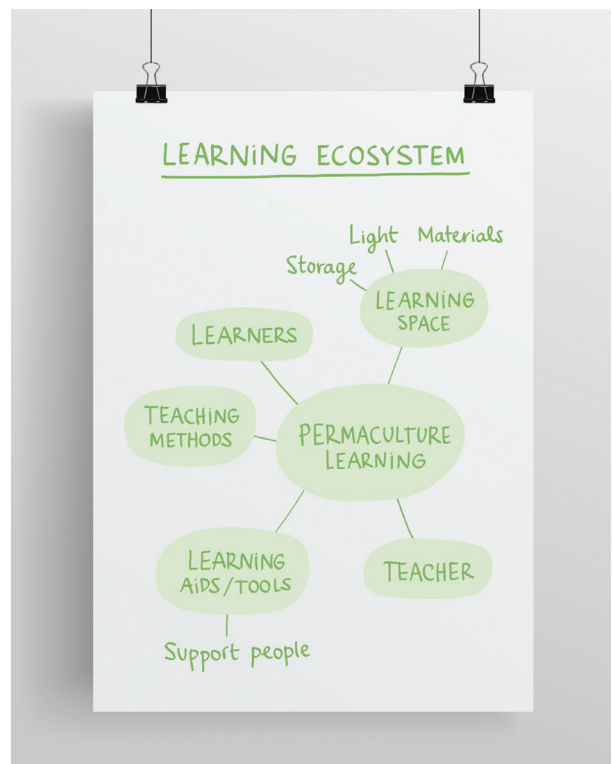 LEARNING ECOSYSTEM
Light Materials
Storage
LEARNING
SPACE
LEARNERS
TEACHING
METHODS
PERMACULTURE
LEARNING
LEARNING
AIDS/TOOLS
TEACHER
Support people